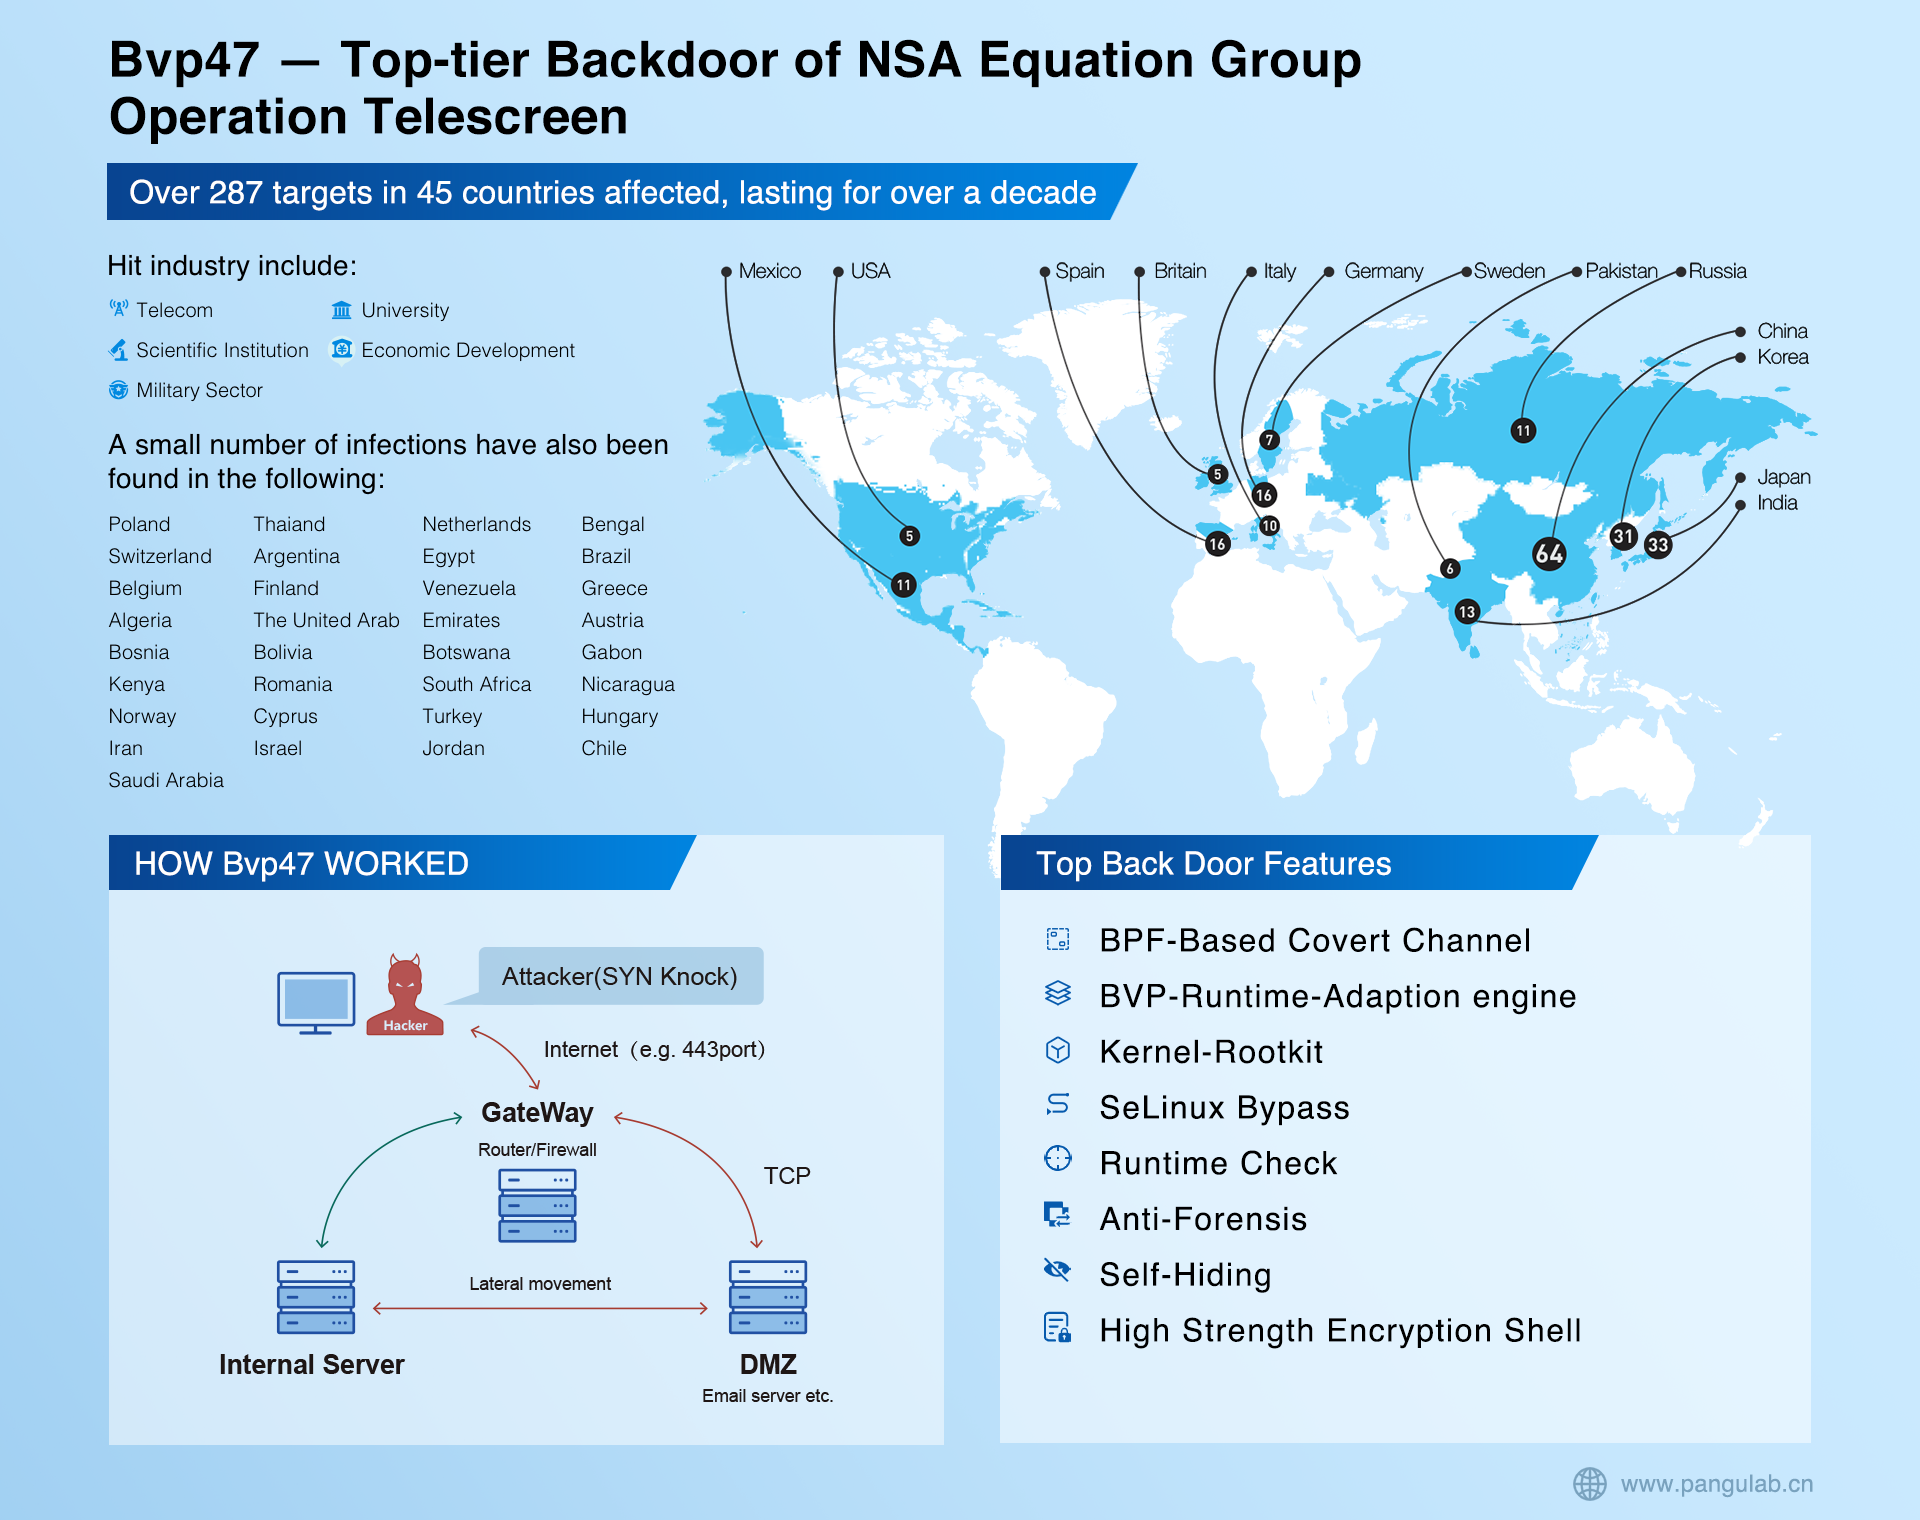 Bvp47 — Top-tier Backdoor of NSA Equation Group
Operation Telescreen
Over 287 targets in 45 countries affected, lasting for over a decade
Hit industry include:
Telecom University
Scientific Institution Economic Development
Military Sector
A small number of infections have also been
found in the following:
Poland Thaiand Netherlands Bengal
Switzerland Argentina Egypt Brazil
Belgium Finland Venezuela Greece
Algeria The United Arab Emirates Austria
Bosnia Bolivia Botswana Gabon
Kenya Romania South Africa Nicaragua
Norway Cyprus Turkey Hungary
Iran Israel Jordan Chile
Saudi Arabia
Mexico USA Spain Britain Italy Germany Sweden Pakistan Russia
China
Korea
Japan
India
11
7
5
16
10
5
31
64
33
16
6
11
13
HOW Bvp47 WORKED
Attacker(SYN Knock)
Hacker
Internet（e.g. 443port）
GateWay
Router/Firewall
TCP
Lateral movement
Internal Server
DMZ
Email server etc.
Top Back Door Features
BPF-Based Covert Channel
BVP-Runtime-Adaption engine
Kernel-Rootkit
SeLinux Bypass
Runtime Check
Anti-Forensis
Self-Hiding
High Strength Encryption Shell
www.pangulab.cn